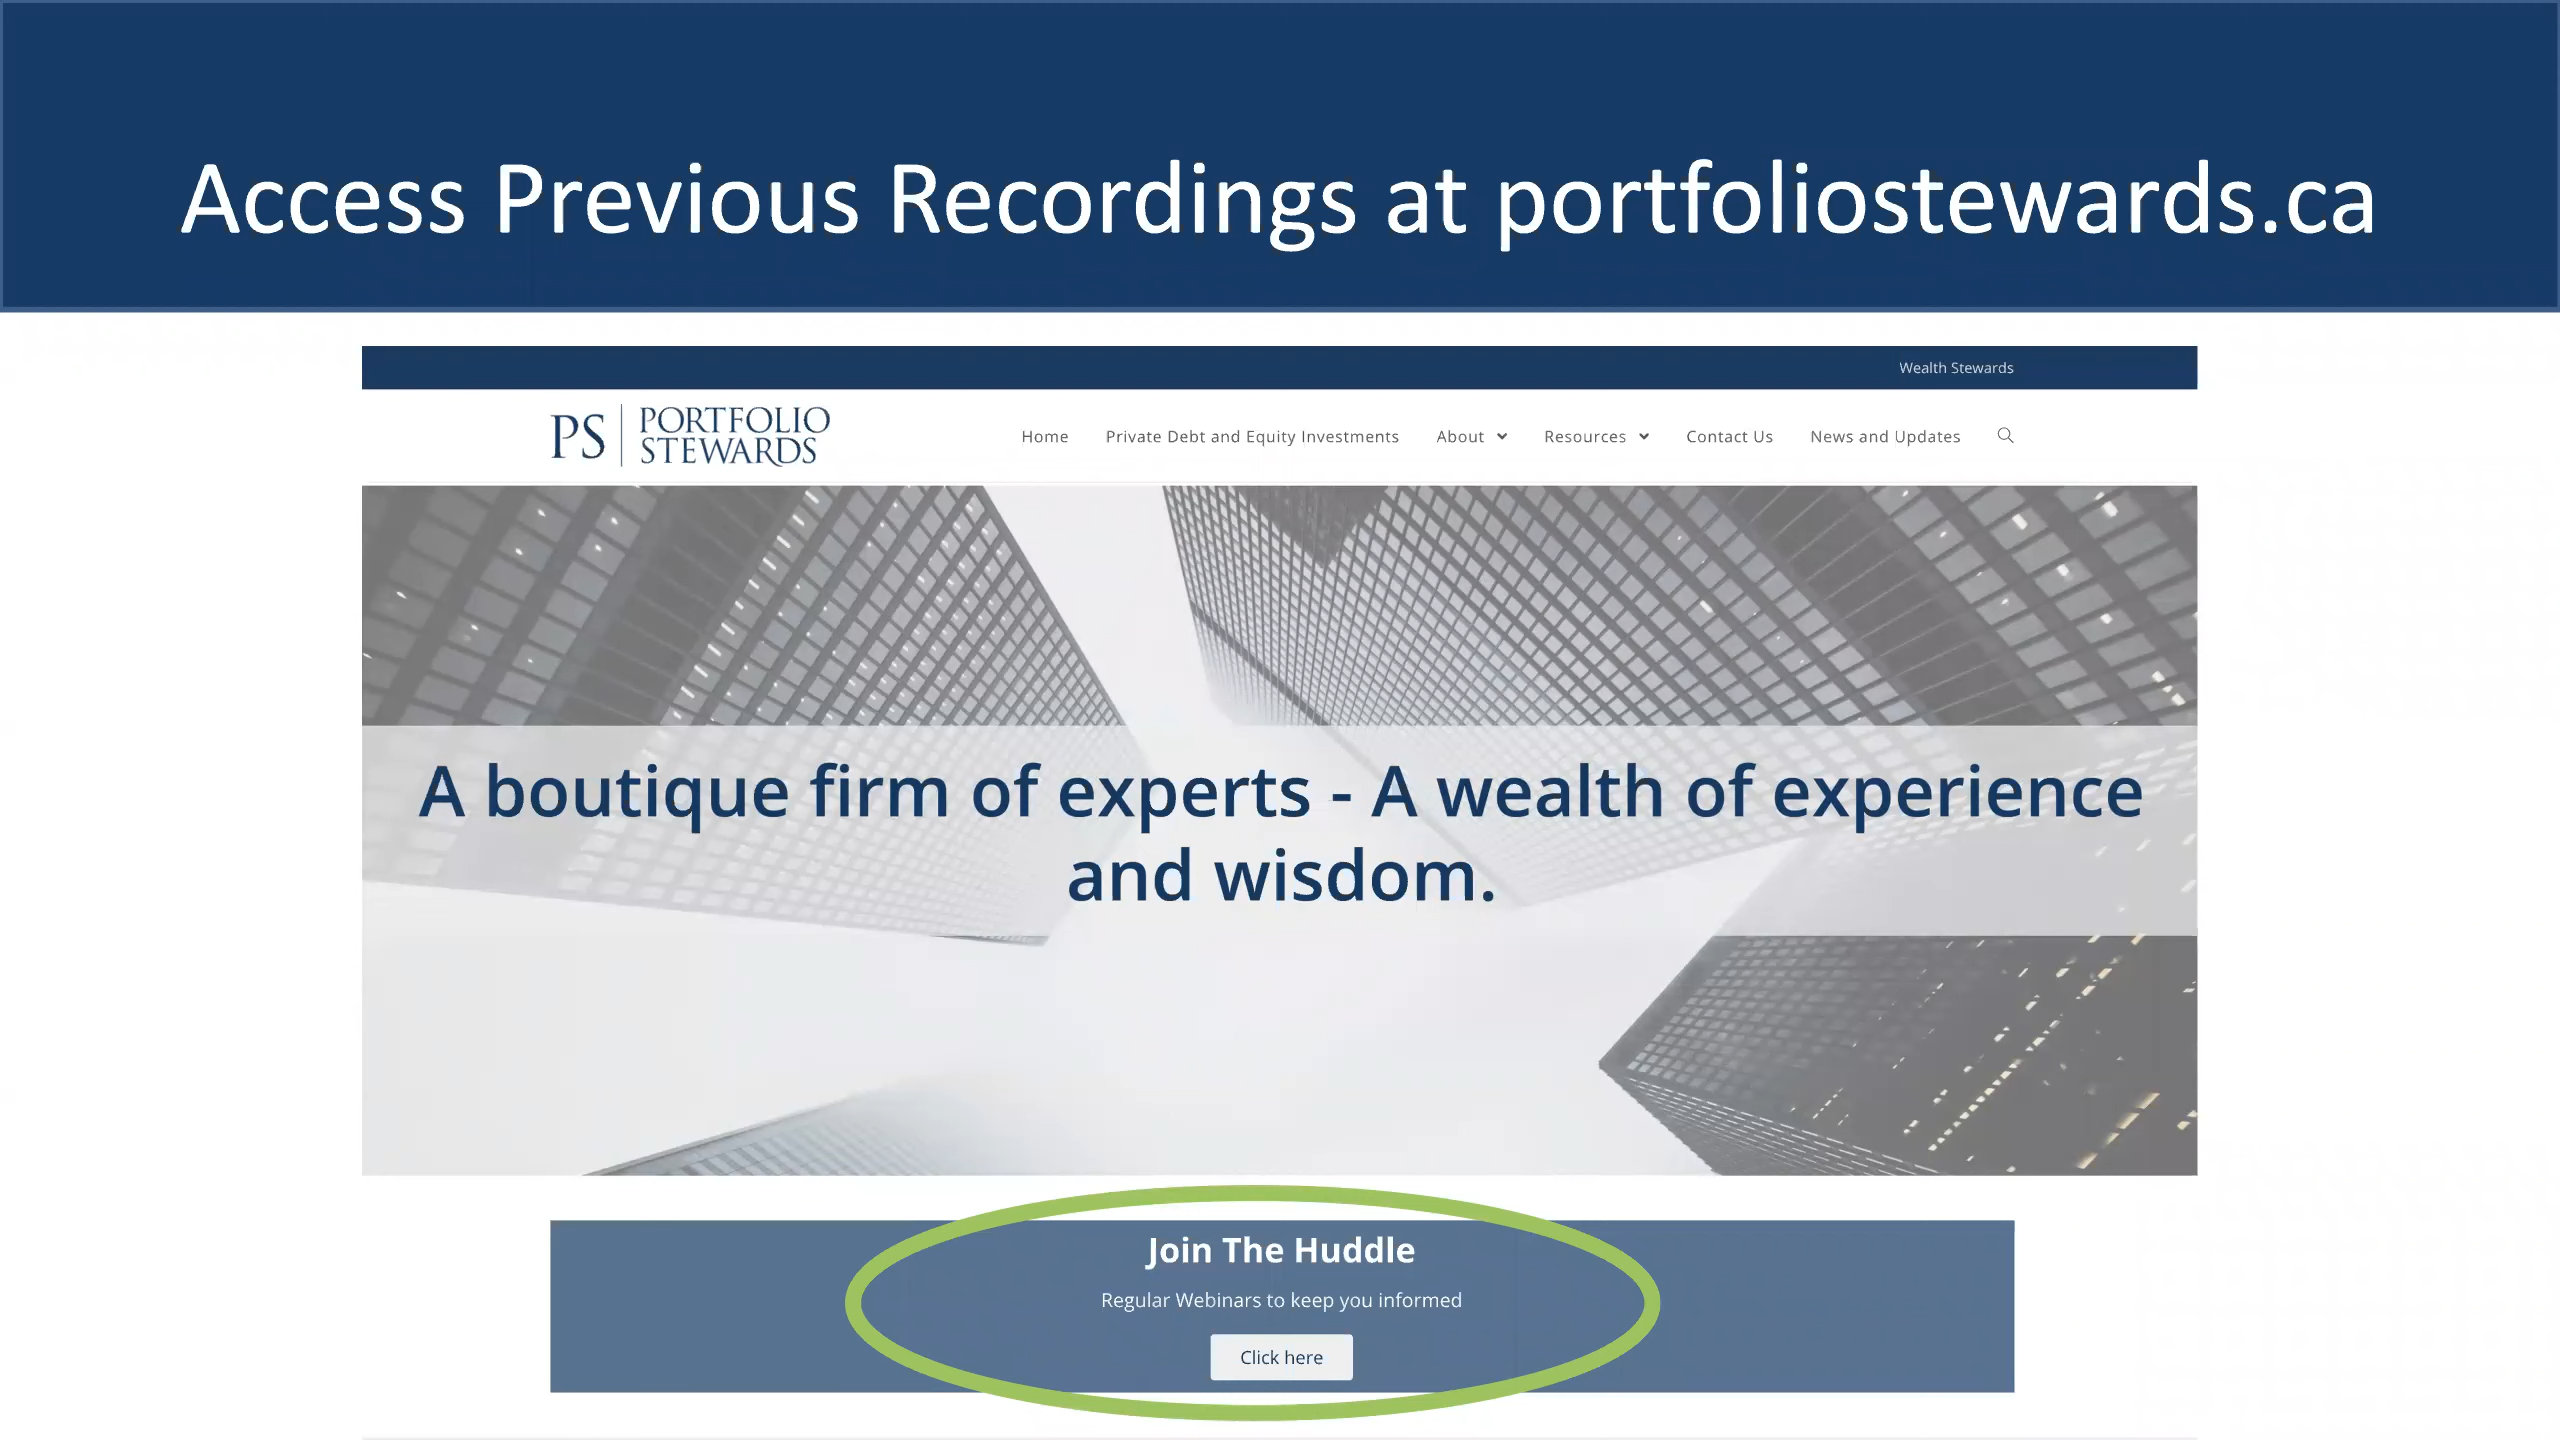 Access Previous Recordings at portfoliostewards.ca
Wealth Stewards
PS PORTFOLIO
STEWARDS
Home Private Debt and Equity Investments About Resources Contact Us News and Updates
A boutique firm of experts - A wealth of experience
and wisdom.
Join The Huddle
Regular Webinars to keep you informed
Click here